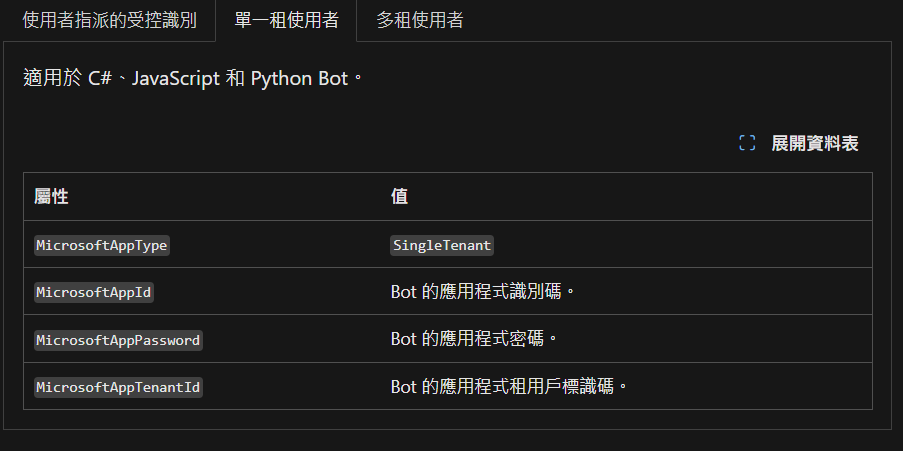 使用者指派的受控識別 單一租使用者 多租使用者
適用於 C#、JavaScript 和 Python Bot。
展開資料表
屬性 值
MicrosoftAppType SingleTenant
MicrosoftAppId Bot 的應用程式識別碼。
MicrosoftAppPassword Bot 的應用程式密碼。
MicrosoftAppTenantId Bot 的應用程式租用戶標識碼。